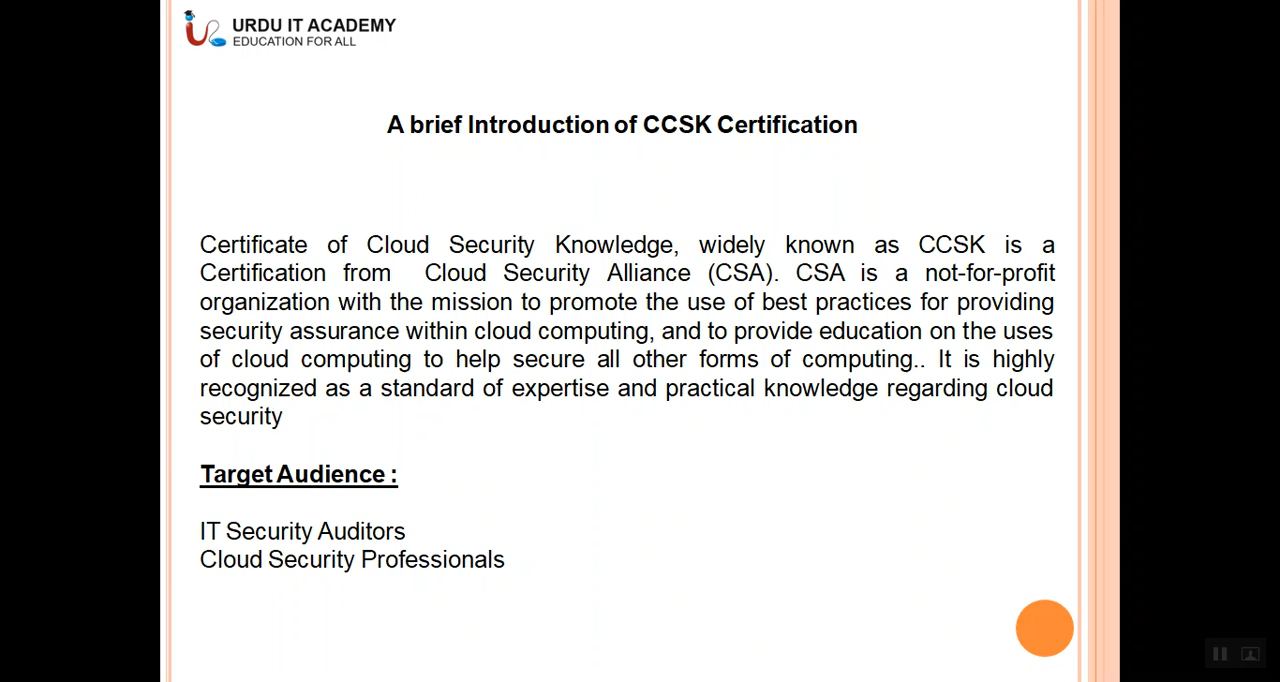 URDU IT ACADEMY
EDUCATION FOR ALL
A brief Introduction of CCSK Certification
Certificate of Cloud Security Knowledge, widely known as CCSK is a
Certification from Cloud Security Alliance (CSA). CSA is a not-for-profit
organization with the mission to promote the use of best practices for providing
security assurance within cloud computing, and to provide education on the uses
of cloud computing to help secure all other forms of computing.. It is highly
recognized as a standard of expertise and practical knowledge regarding cloud
security
Target Audience :
IT Security Auditors
Cloud Security Professionals